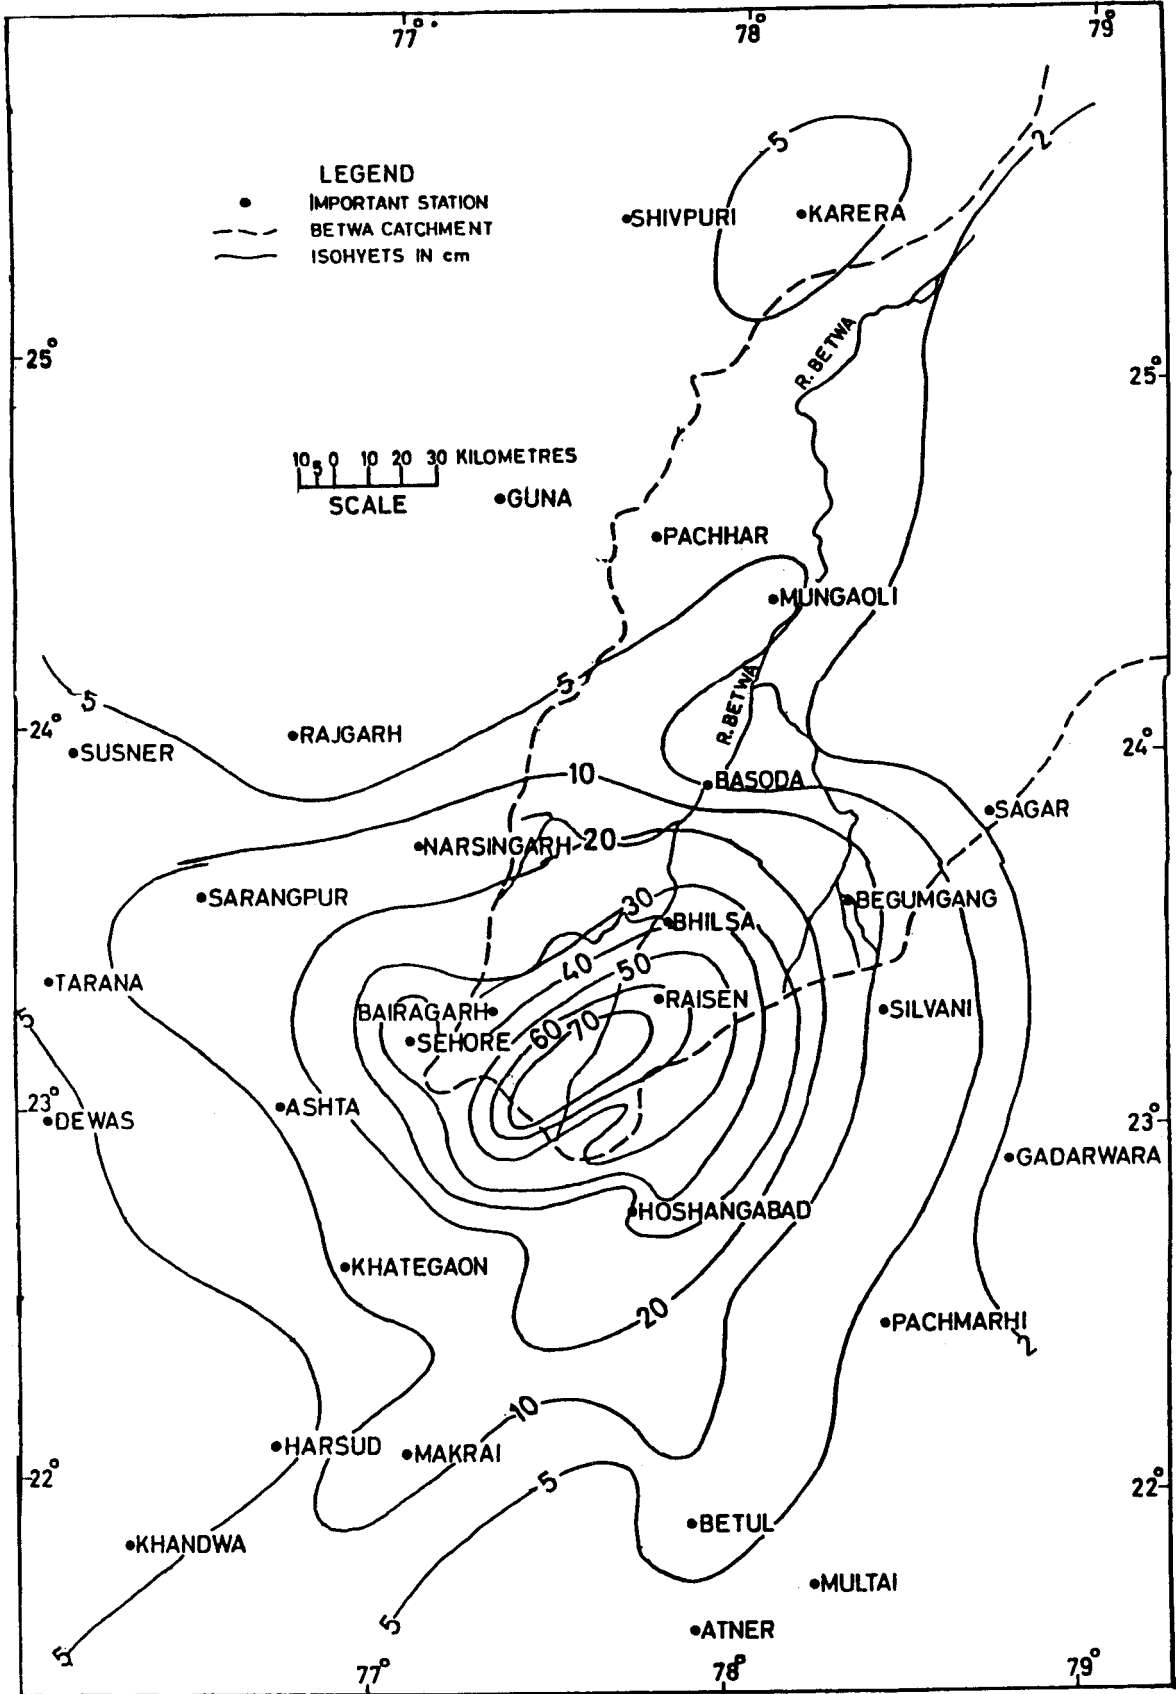 77°
78°
79°
5
2
LEGEND
IMPORTANT STATION
BETWA CATCHMENT
ISOHYETS IN cm
SHIVPURI
KARERA
R. BETWA
25°
25°
10 5 0 10 20 30 KILOMETRES
SCALE
GUNA
PACHHAR
MUNGAOLI
5
5
R. BETWA
24°
RAJGARH
24°
SUSNER
10
BASODA
SAGAR
NARSINGARH
20
SARANGPUR
30
BEGUMGANG
BHILSA
40
50
TARANA
RAISEN
BAIRAGARH
SILVANI
5
60
70
SEHORE
23°
ASHTA
23°
DEWAS
GADARWARA
HOSHANGABAD
KHATEGAON
20
PACHMARHI
2
10
HARSUD
MAKRAI
22°
5
22°
BETUL
KHANDWA
MULTAI
5
ATNER
5
77°
78°
79°